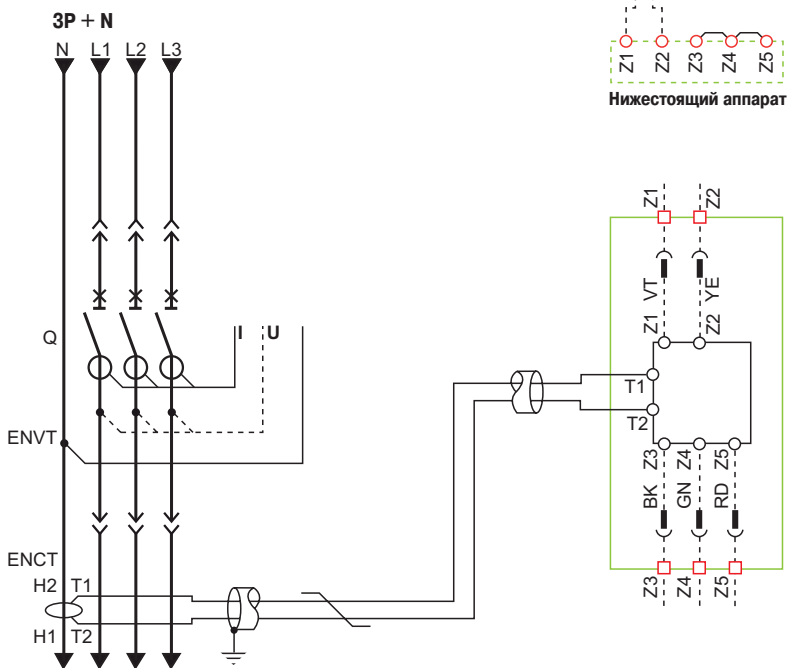 3P + N
N L1 L2 L3
Z1 Z2 Z3 Z4 Z5
Нижестоящий аппарат
Z1 Z2
VT YE
Z1 Z2
I U
Q
T1
T2
ENVT
Z3 Z4 Z5
BK GN RD
ENCT
H2 T1
H1 T2
Z3 Z4 Z5